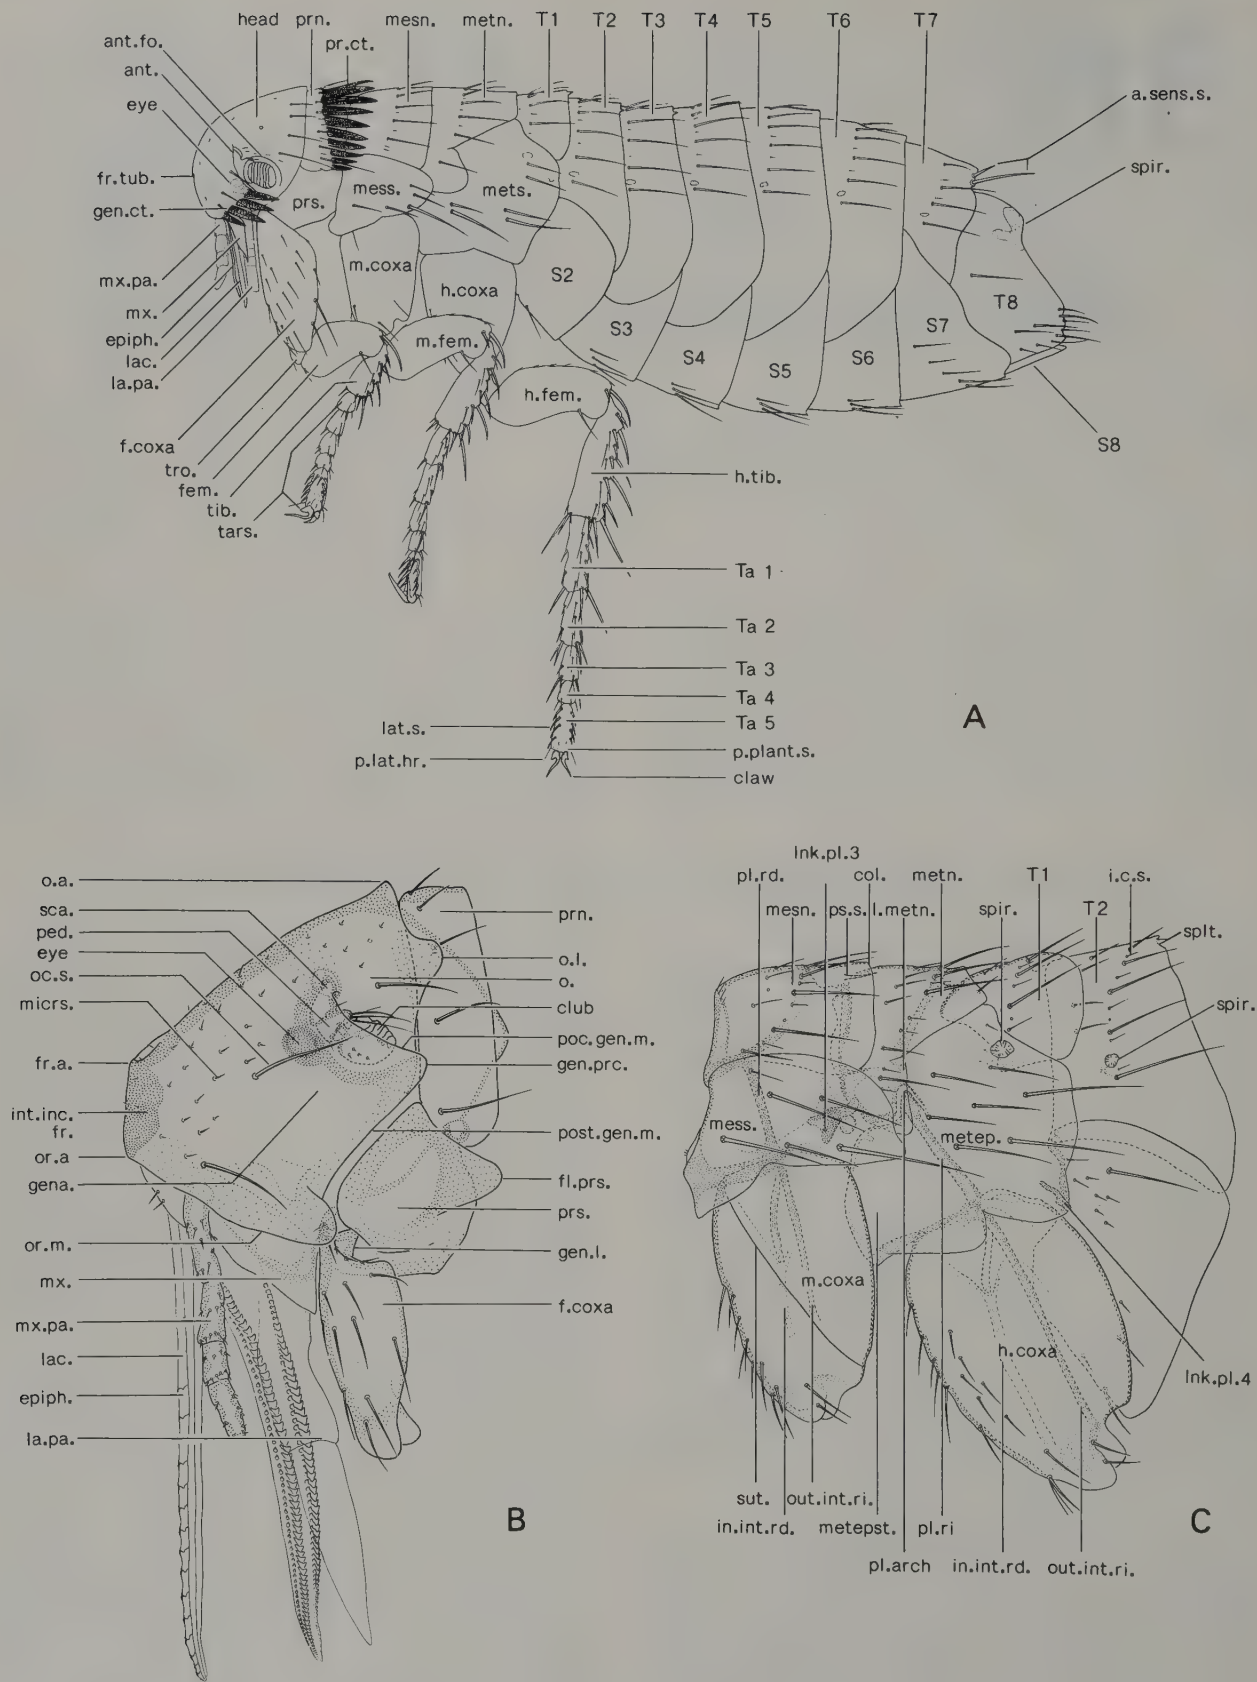 head prn. mesn. metn. T1 T2 T3 T4 T5 T6 T7
ant.fo. pr.ct.
ant.
a.sens.s.
eye
spir.
fr.tub.
mess. mets.
prs.
gen.ct.
m.coxa
mx.pa.
S2
h.coxa
T8
mx.
S7
epiph.
m.fem.
S3
lac.
S4 S5 S6
la.pa.
h.fem.
f.coxa
S8
tro.
h.tib.
fem.
tib.
tars.
Ta 1
Ta 2
Ta 3
Ta 4
Ta 5
A
lat.s.
p.plant.s.
p.lat.hr.
claw
o.a.
sca.
ped.
eye
oc.s.
micrs.
fr.a.
int.inc.
fr.
or.a
gena.
or.m.
mx.
mx.pa.
lac.
epiph.
la.pa.
prn.
o.l.
o.
club
poc.gen.m.
gen.prc.
post.gen.m.
fl.prs.
prs.
gen.l.
f.coxa
B
lnk.pl.3
pl.rd. col. metn. T1 i.c.s.
mesn. ps.s. l.metn. spir. T2
splt.
spir.
mess. metep.
m.coxa
h.coxa
lnk.pl.4
sut. out.int.ri.
in.int.rd. metepst. pl.ri
C
pl.arch in.int.rd. out.int.ri.